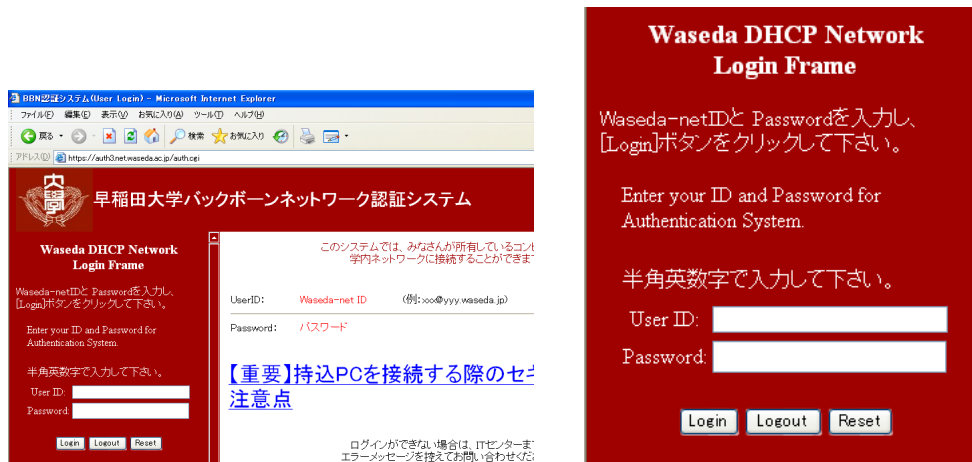 BBN認証システム(User Login) - Microsoft Internet Explorer
ファイル(F) 編集(E) 表示(V) お気に入り(A) ツール(T) ヘルプ(H)
戻る 検索 お気に入り
アドレス(D) https://auth3.net.waseda.ac.jp/auth.cgi
早稲田大学バックボーンネットワーク認証システム
Waseda DHCP Network
Login Frame
Waseda-netIDと Passwordを入力し、
[Login]ボタンをクリックして下さい。
Enter your ID and Password for
Authentication System.
半角英数字で入力して下さい。
User ID:
Password:
Login Logout Reset
このシステムでは、みなさんが所有しているコンピ
学内ネットワークに接続することができま
UserID: Waseda-net ID (例:xxx@yyy.waseda.jp)
Password: パスワード
【重要】持込PCを接続する際のセキ
注意点
ログインができない場合は、ITセンターま
エラーメッセージを控えてお問い合わせくだ
Waseda DHCP Network
Login Frame
Waseda-netIDと Passwordを入力し、
[Login]ボタンをクリックして下さい。
Enter your ID and Password for
Authentication System.
半角英数字で入力して下さい。
User ID:
Password:
Login Logout Reset